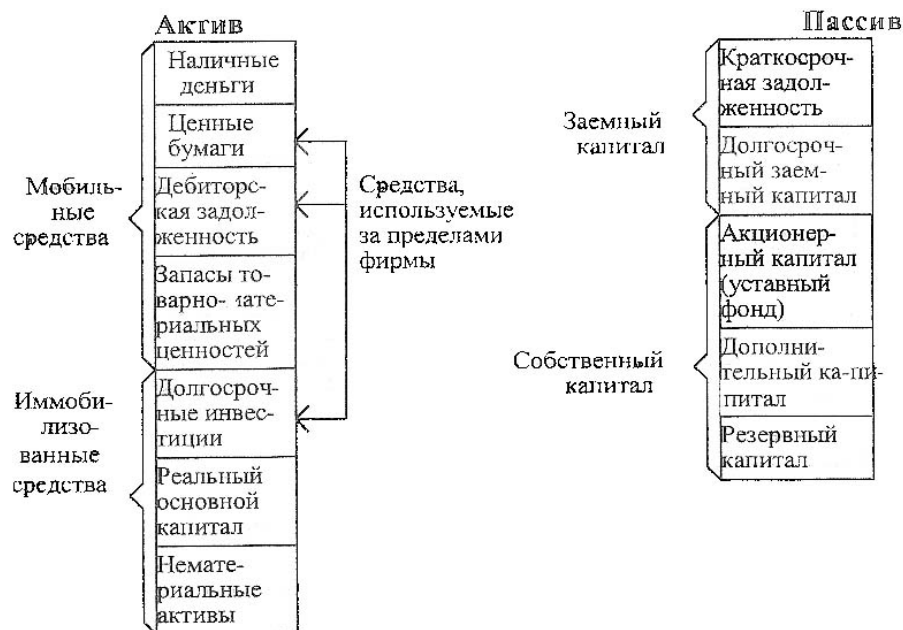 Актив
Пассив
Наличные
деньги
Ценные
бумаги
Дебиторс-
кая задол-
женность
Запасы то-
варно-мате-
риальных
ценностей
Долгосроч-
ные инвес-
тиции
Реальный
основной
капитал
Немате-
риальные
активы
Мобиль-
ные
средства
Иммоби-
лизо-
ванные
средства
Средства,
используемые
за пределами
фирмы
Заемный
капитал
Собственный
капитал
Краткосроч-
ная задол-
женность
Долгосроч-
ный заем-
ный капитал
Акционер-
ный капитал
(уставный
фонд)
Дополни-
тельный ка-пи-
питал
Резервный
капитал